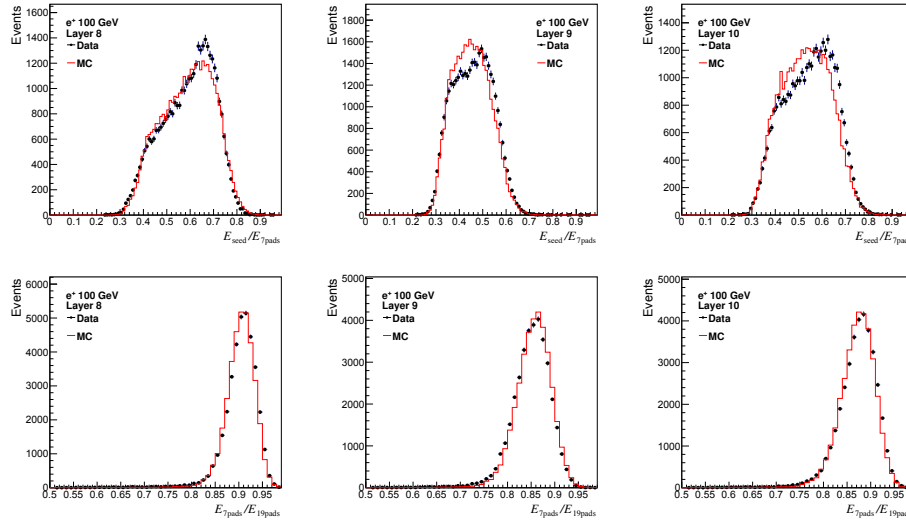 Events
1600
1400
1200
1000
800
600
400
200
0
e⁺ 100 GeV
Layer 8
Data
MC
0 0.1 0.2 0.3 0.4 0.5 0.6 0.7 0.8 0.9
E_seed/E_7pads
Events
1800
1600
1400
1200
1000
800
600
400
200
0
e⁺ 100 GeV
Layer 9
Data
MC
0 0.1 0.2 0.3 0.4 0.5 0.6 0.7 0.8 0.9
E_seed/E_7pads
Events
1400
1200
1000
800
600
400
200
0
e⁺ 100 GeV
Layer 10
Data
MC
0 0.1 0.2 0.3 0.4 0.5 0.6 0.7 0.8 0.9
E_seed/E_7pads
Events
6000
5000
4000
3000
2000
1000
0
e⁺ 100 GeV
Layer 8
Data
MC
0.5 0.55 0.6 0.65 0.7 0.75 0.8 0.85 0.9 0.95
E_7pads/E_19pads
Events
5000
4000
3000
2000
1000
0
e⁺ 100 GeV
Layer 9
Data
MC
0.5 0.55 0.6 0.65 0.7 0.75 0.8 0.85 0.9 0.95
E_7pads/E_19pads
Events
5000
4000
3000
2000
1000
0
e⁺ 100 GeV
Layer 10
Data
MC
0.5 0.55 0.6 0.65 0.7 0.75 0.8 0.85 0.9 0.95
E_7pads/E_19pads